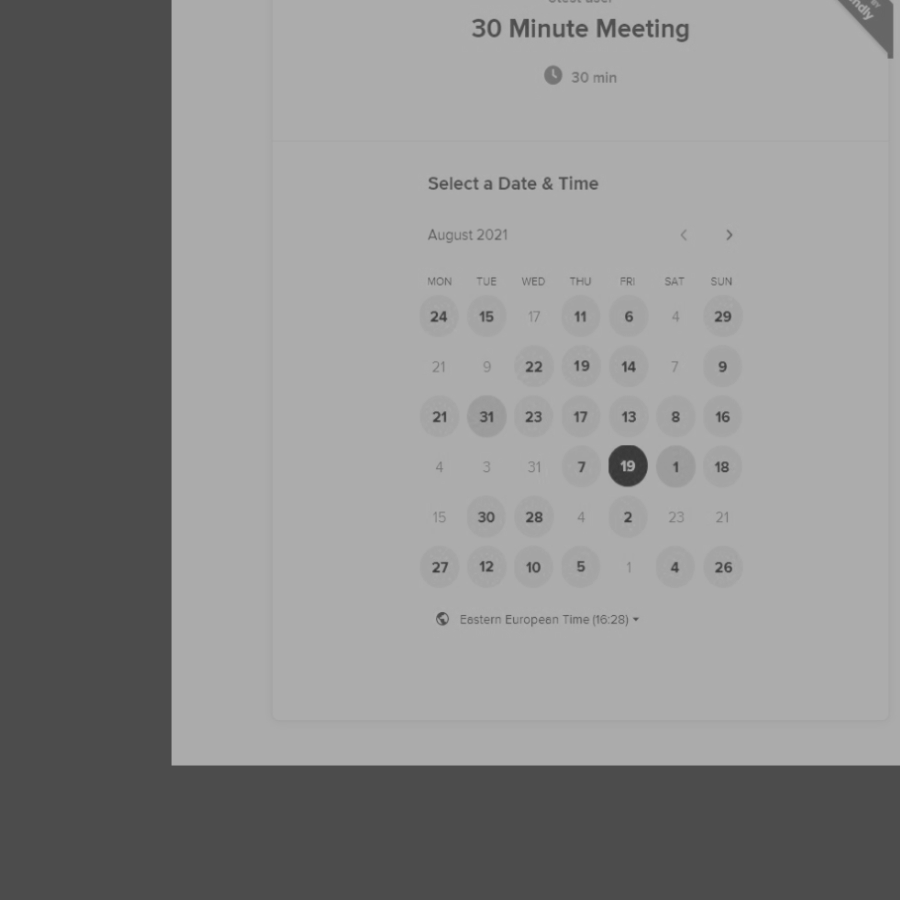 30 Minute Meeting
30 min
Select a Date & Time
August 2021
MON TUE WED THU FRI SAT SUN
24 15 17 11 6 4 29
21 9 22 19 14 7 9
21 31 23 17 13 8 16
4 3 31 7 19 1 18
15 30 28 4 2 23 21
27 12 10 5 1 4 26
Eastern European Time (16:28)